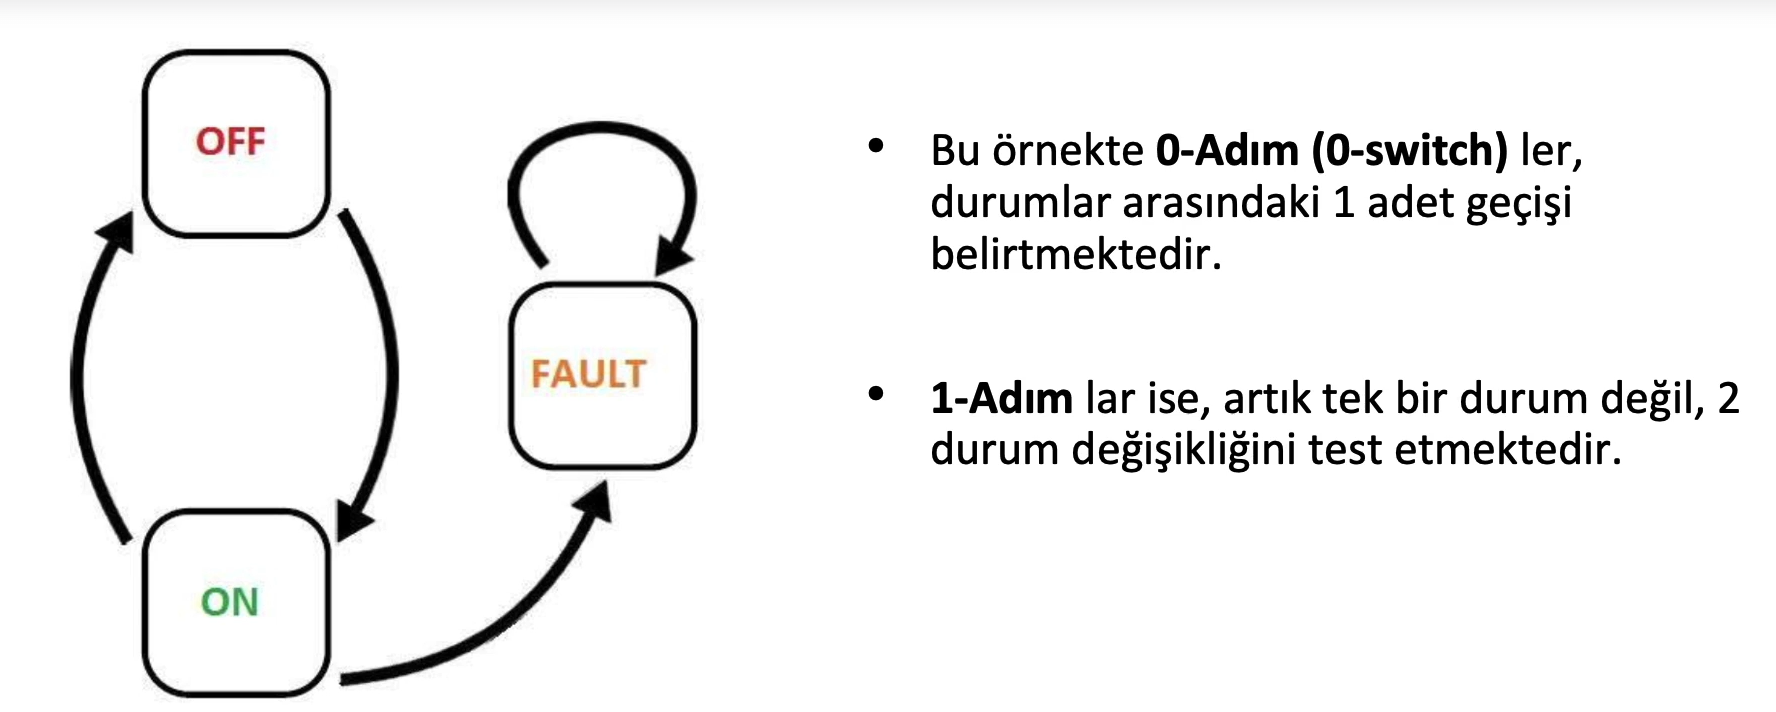 OFF
FAULT
ON
• Bu örnekte 0-Adım (0-switch) ler,
durumlar arasındaki 1 adet geçişi
belirtmektedir.
• 1-Adım lar ise, artık tek bir durum değil, 2
durum değişikliğini test etmektedir.